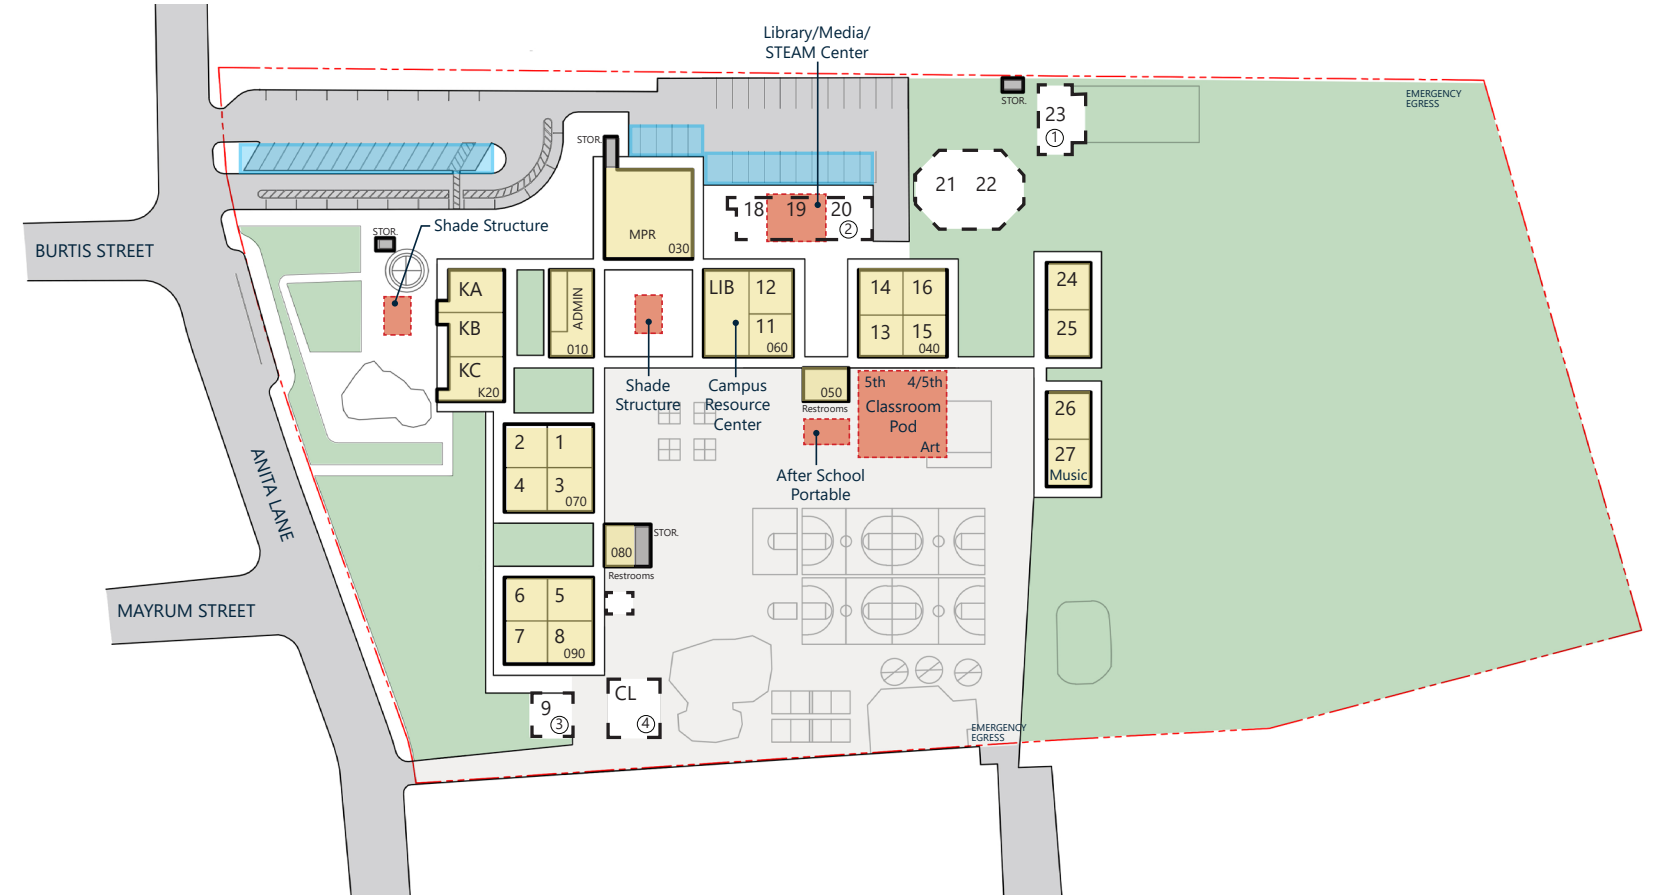 Library/Media/
STEAM Center
EMERGENCY
EGRESS
STOR.
23
1
STOR.
21 22
18 19 20
2
MPR
030
Shade Structure
STOR.
BURTIS STREET
KA
KB
KC
K20
ADMIN
010
LIB
12
11
060
14
16
13
15
040
24
25
Shade
Structure
Campus
Resource
Center
050
Restrooms
5th 4/5th
Classroom
Pod
Art
26
27
Music
After School
Portable
2
1
4
3
070
ANITA LANE
080
STOR.
Restrooms
6
5
7
8
090
MAYRUM STREET
9
3
CL
4
EMERGENCY
EGRESS